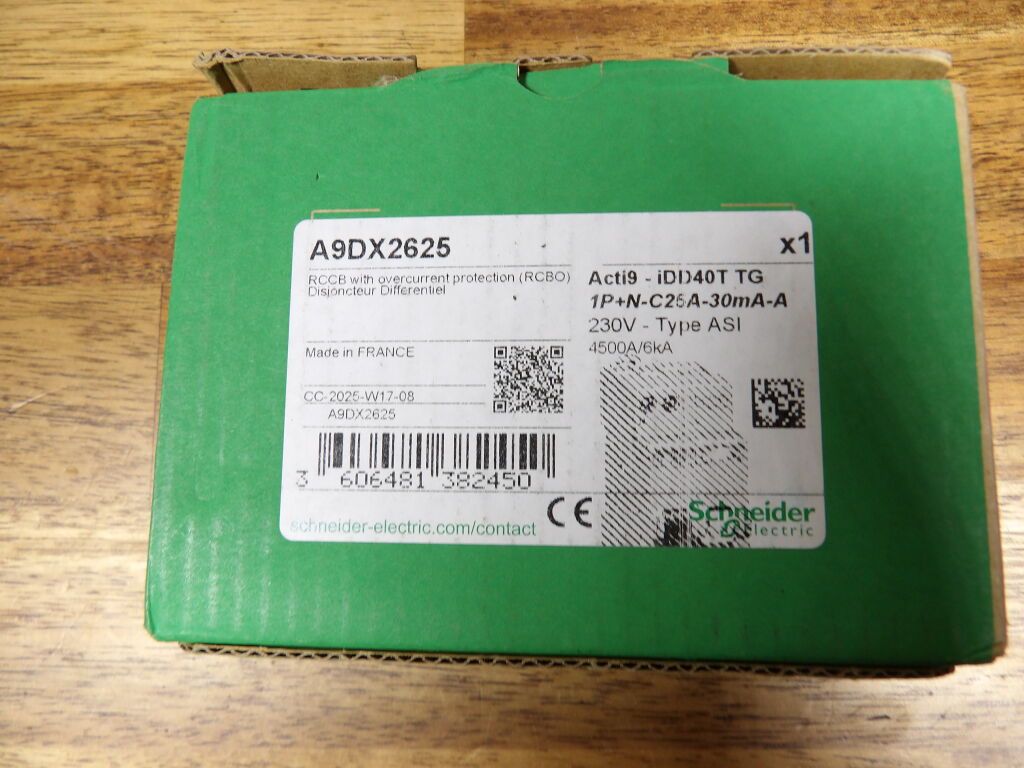 A9DX2625
x1
RCCB with overcurrent protection (RCBO)
Disjoncteur Differentiel
Acti9 - iDD40T TG
1P+N-C25A-30mA-A
230V - Type ASI
4500A/6kA
Made in FRANCE
CC-2025-W17-08
A9DX2625
3 606481 382450
schneider-electric.com/contact
CE
Schneider
Electric